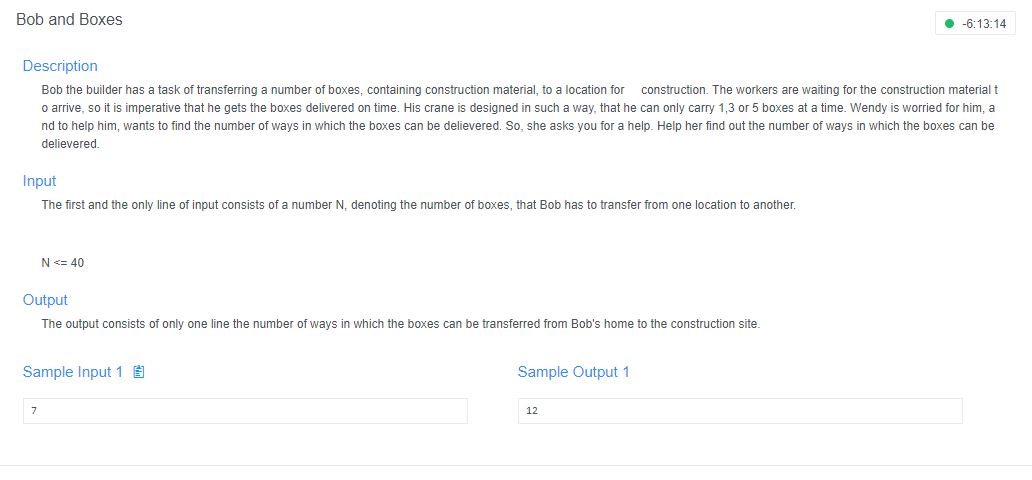 Bob and Boxes
-6:13:14
Description
Bob the builder has a task of transferring a number of boxes, containing construction material, to a location for construction. The workers are waiting for the construction material t
o arrive, so it is imperative that he gets the boxes delivered on time. His crane is designed in such a way, that he can only carry 1,3 or 5 boxes at a time. Wendy is worried for him, a
nd to help him, wants to find the number of ways in which the boxes can be delievered. So, she asks you for a help. Help her find out the number of ways in which the boxes can be
delievered.
Input
The first and the only line of input consists of a number N, denoting the number of boxes, that Bob has to transfer from one location to another.
N <= 40
Output
The output consists of only one line the number of ways in which the boxes can be transferred from Bob's home to the construction site.
Sample Input 1
Sample Output 1
7
12